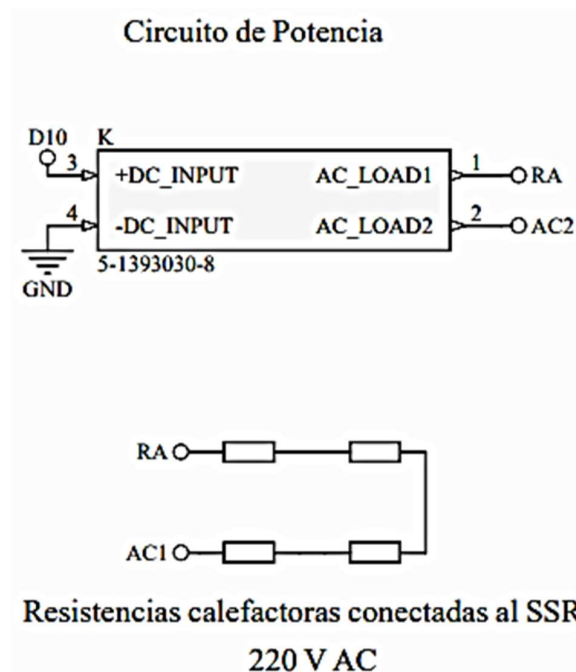 Circuito de Potencia
D10 K
3 +DC_INPUT AC_LOAD1 1 RA
4 -DC_INPUT AC_LOAD2 2 AC2
GND 5-1393030-8
RA
AC1
Resistencias calefactoras conectadas al SSR
220 V AC